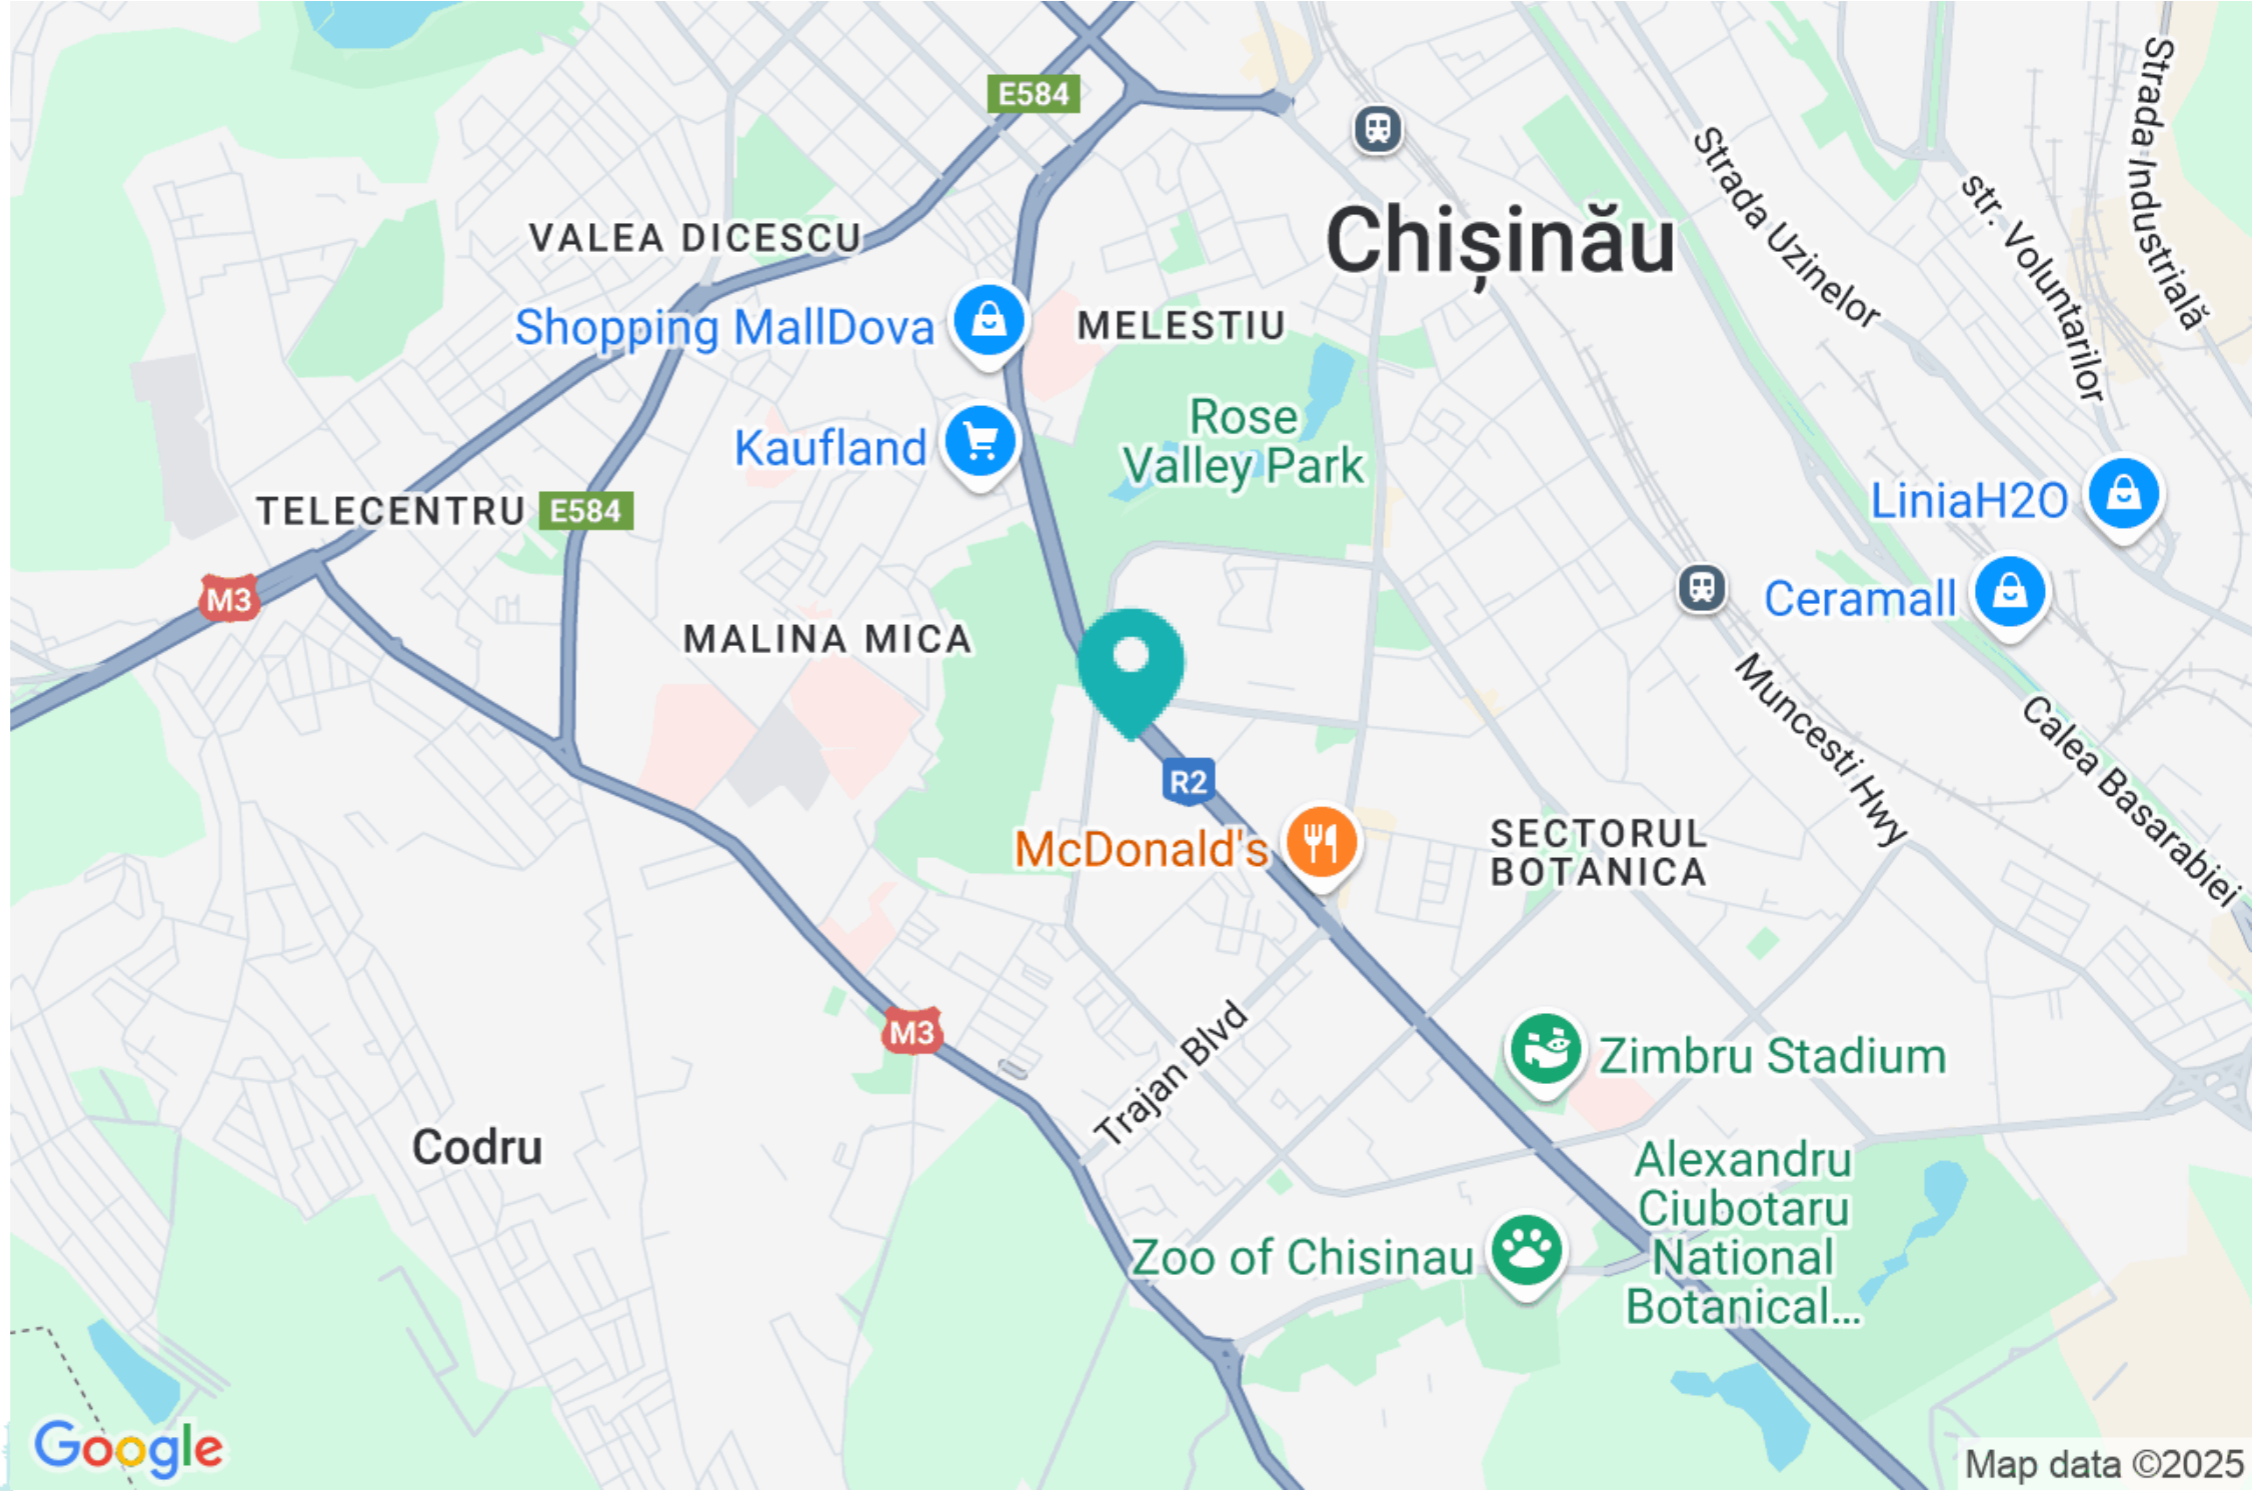 E584
Strada Industrială
Strada Uzinelor
str. Voluntarilor
VALEA DICESCU
Chișinău
Shopping MallDova
MELESTIU
Rose
Valley Park
Kaufland
LiniaH2O
TELECENTRU
E584
M3
Ceramall
MALINA MICA
Muncesti Hwy
Calea Basarabiei
R2
McDonald's
SECTORUL
BOTANICA
M3
Trajan Blvd
Zimbru Stadium
Codru
Alexandru
Ciubotaru
National
Botanical...
Zoo of Chisinau
Google
Map data ©2025